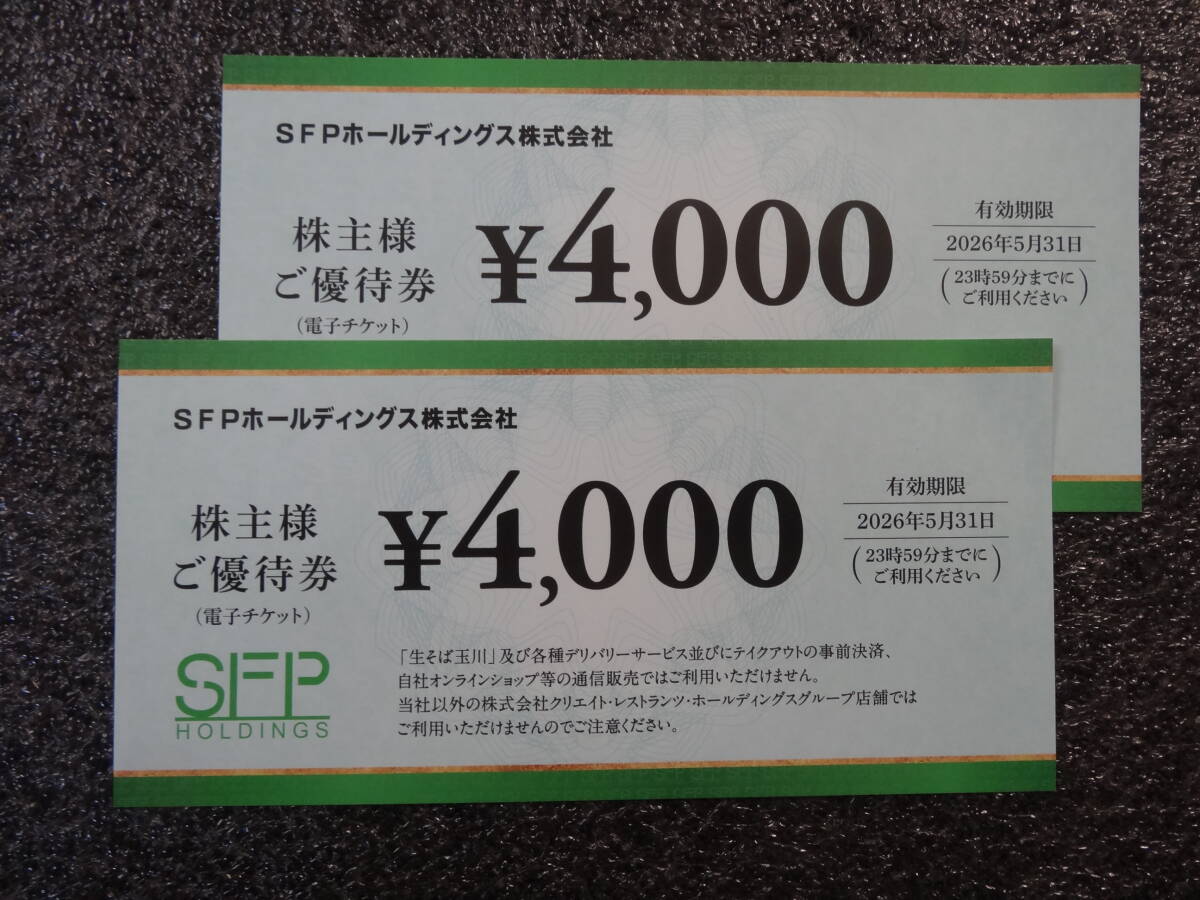 SFPホールディングス株式会社
株主様
ご優待券
(電子チケット)
¥4,000
有効期限
2026年5月31日
(23時59分までに
ご利用ください)
SFPホールディングス株式会社
株主様
ご優待券
(電子チケット)
¥4,000
有効期限
2026年5月31日
(23時59分までに
ご利用ください)
SFP
HOLDINGS
「生そば玉川」及び各種デリバリーサービス並びにテイクアウトの事前決済、
自社オンラインショップ等の通信販売ではご利用いただけません。
当社以外の株式会社クリエイト・レストランツ・ホールディングスグループ店舗では
ご利用いただけませんのでご注意ください。